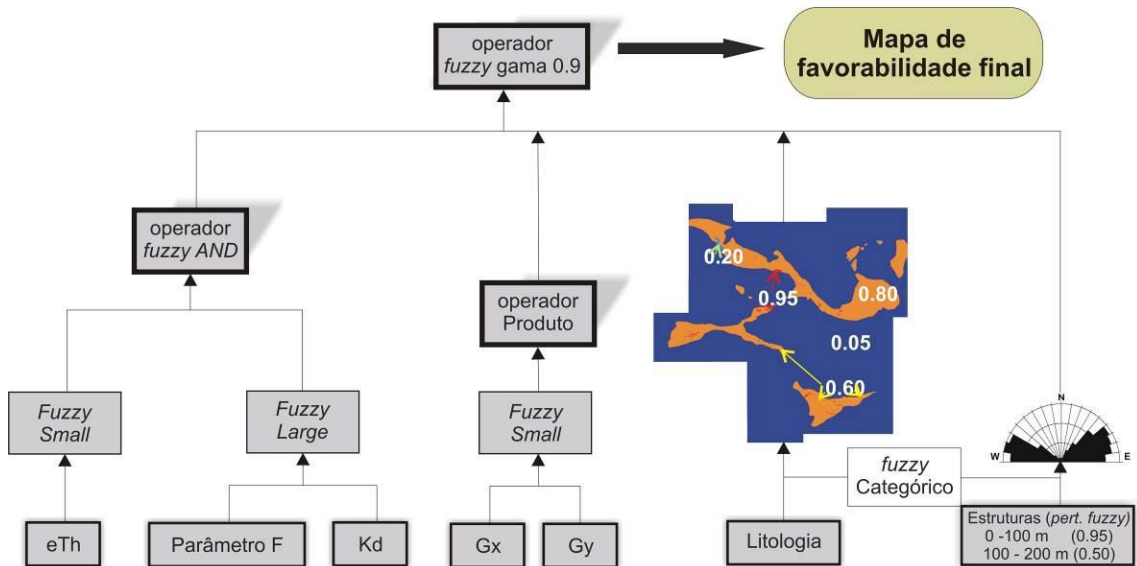 operador
fuzzy gama 0.9
Mapa de
favorabilidade final
operador
fuzzy AND
operador
Produto
0.20
0.95
0.80
0.05
0.60
Fuzzy
Small
Fuzzy
Large
Fuzzy
Small
fuzzy
Categórico
N
W
E
eTh
Parâmetro F
Kd
Gx
Gy
Litologia
Estruturas (pert. fuzzy)
0 -100 m (0.95)
100 - 200 m (0.50)